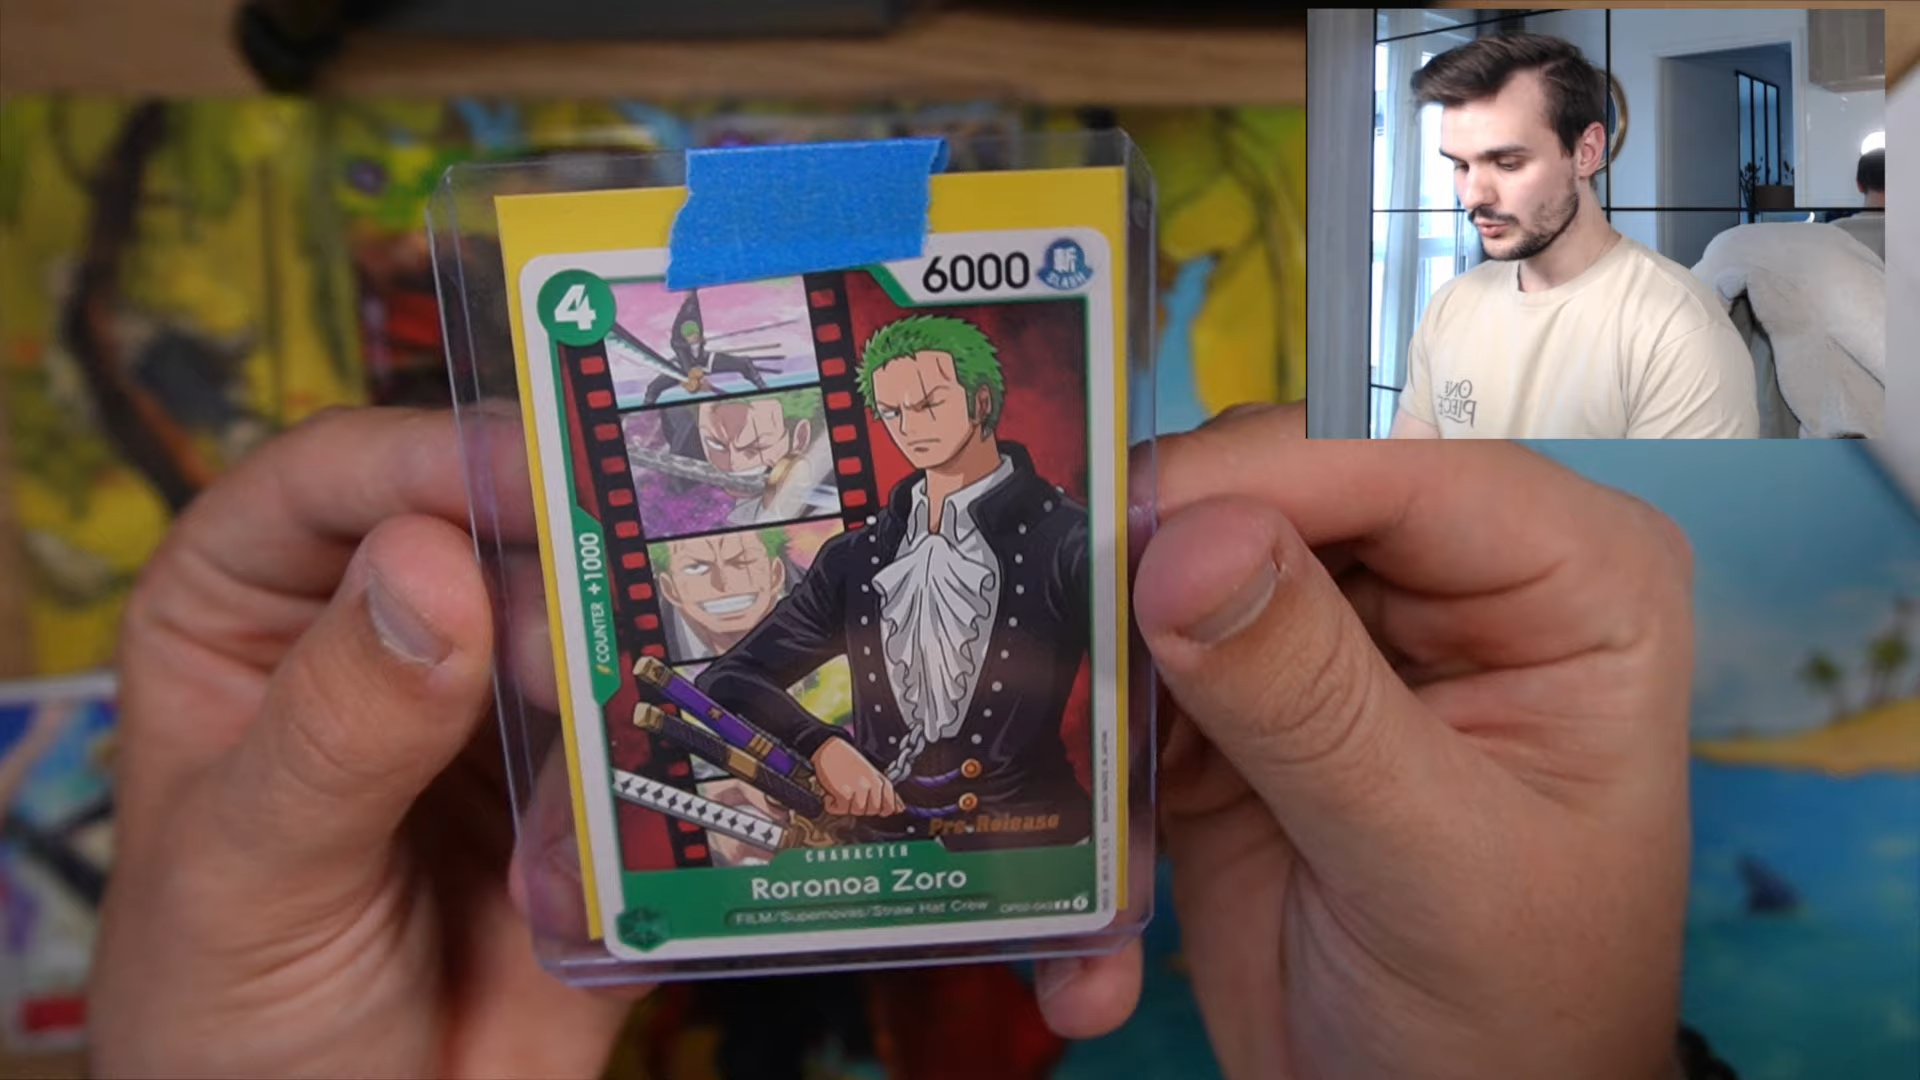 4
6000
斬
SLASH
COUNTER +1000
Pre-Release
CHARACTER
Roronoa Zoro
FILM/Supernovas/Straw Hat Crew
ONE
PIECE